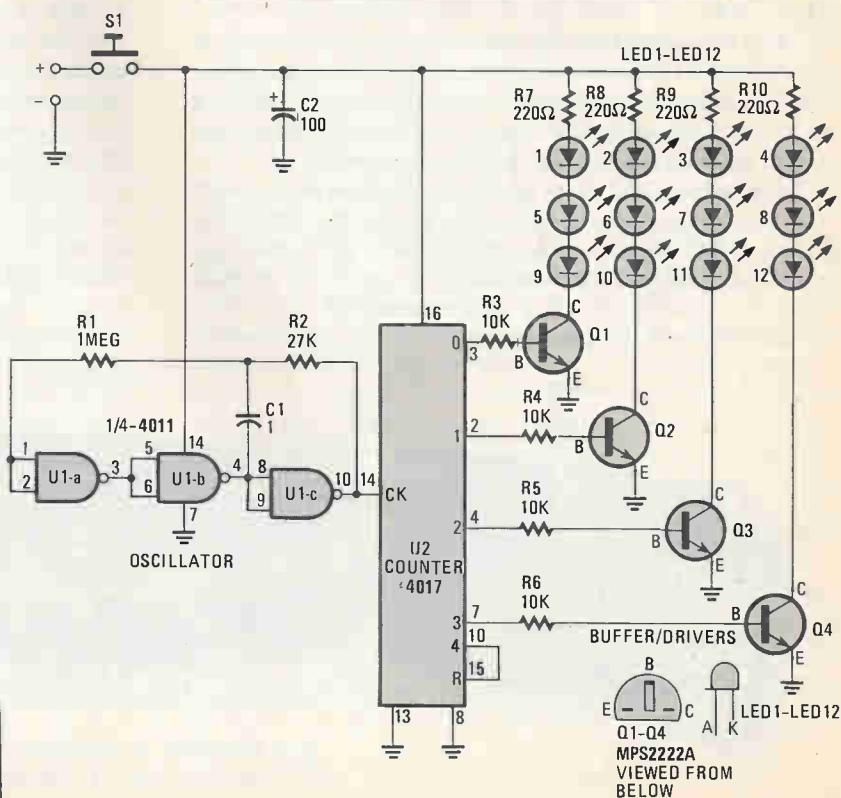 S1
+
-
+
C2
100
LED1-LED12
R7
220Ω
R8
220Ω
R9
220Ω
R10
220Ω
1
2
3
4
5
6
7
8
9
10
11
12
R1
1MEG
R2
27K
C1
1
1/4-4011
1
2
U1-a
3
5
6
14
U1-b
7
4
8
9
U1-c
10
14
OSCILLATOR
16
CK
U2
COUNTER
4017
0
3
R3
10K
B
C
E
Q1
1
2
R4
10K
B
C
E
Q2
2
4
R5
10K
B
C
E
Q3
3
7
R6
10K
B
C
E
Q4
BUFFER/DRIVERS
4
10
R
15
13
8
B
E
C
Q1-Q4
MPS2222A
VIEWED FROM
BELOW
A
K
LED1-LED12